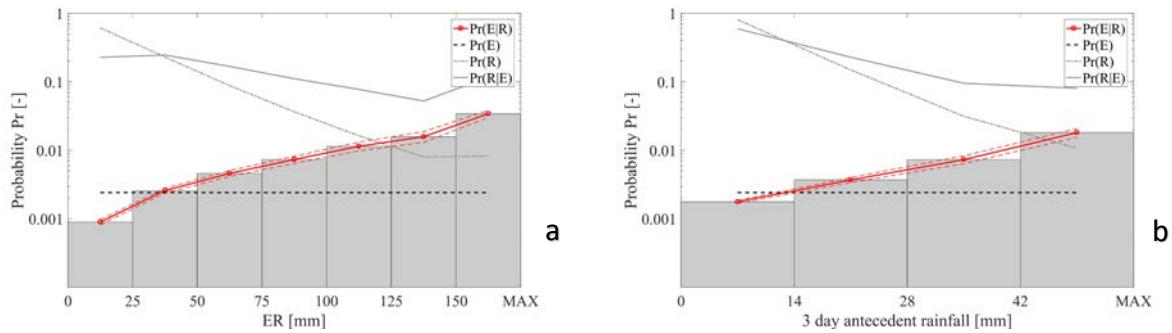 1
0.1
0.01
0.001
Probability Pr [-]
Pr(E|R)
Pr(E)
Pr(R)
Pr(R|E)
0 25 50 75 100 125 150 MAX
ER [mm]
a
1
0.1
0.01
0.001
Probability Pr [-]
Pr(E|R)
Pr(E)
Pr(R)
Pr(R|E)
0 14 28 42 MAX
3 day antecedent rainfall [mm]
b